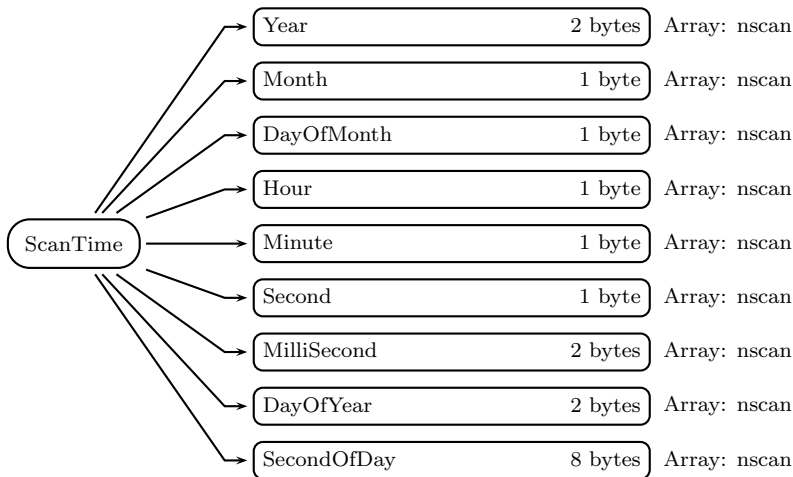 Year 2 bytes Array: nscan
Month 1 byte Array: nscan
DayOfMonth 1 byte Array: nscan
Hour 1 byte Array: nscan
ScanTime Minute 1 byte Array: nscan
Second 1 byte Array: nscan
MilliSecond 2 bytes Array: nscan
DayOfYear 2 bytes Array: nscan
SecondOfDay 8 bytes Array: nscan